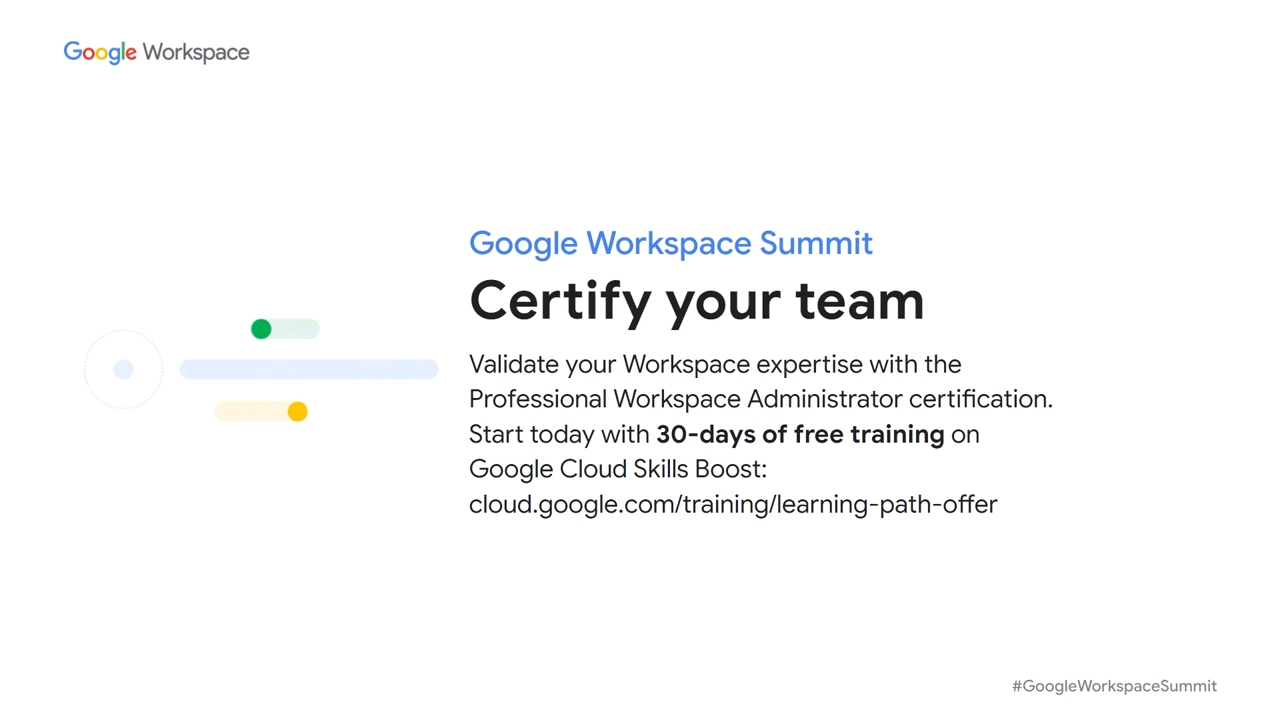 Google Workspace
Google Workspace Summit
Certify your team
Validate your Workspace expertise with the
Professional Workspace Administrator certification.
Start today with 30-days of free training on
Google Cloud Skills Boost:
cloud.google.com/training/learning-path-offer
#GoogleWorkspaceSummit